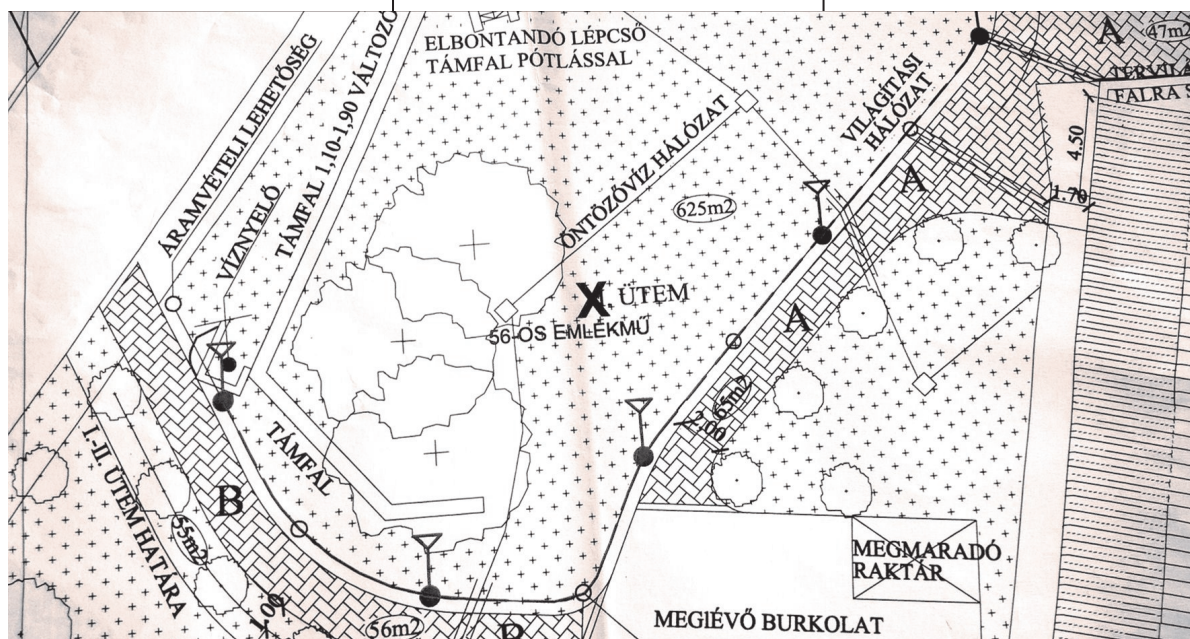 ELBONTANDÓ LÉPCSŐ
TÁMFAL PÓTLÁSSAL
A
47m2
FALRA S
ÁRAMVÉTELI LEHETŐSÉG
VÍZNYELŐ
TÁMFAL 1,10-1,90 VÁLTOZÓ
ÖNTÖZŐVÍZ HÁLÓZAT
VILÁGÍTÁSI
HÁLÓZAT
4.50
1.70
A
625m2
X. ÜTEM
56-OS EMLÉKMŰ
A
65m2
2.00
TÁMFAL
B
I.-II. ÜTEM HATÁRA
55m2
MEGMARADÓ
RAKTÁR
56m2
B
MEGlÉVŐ BURKOLAT